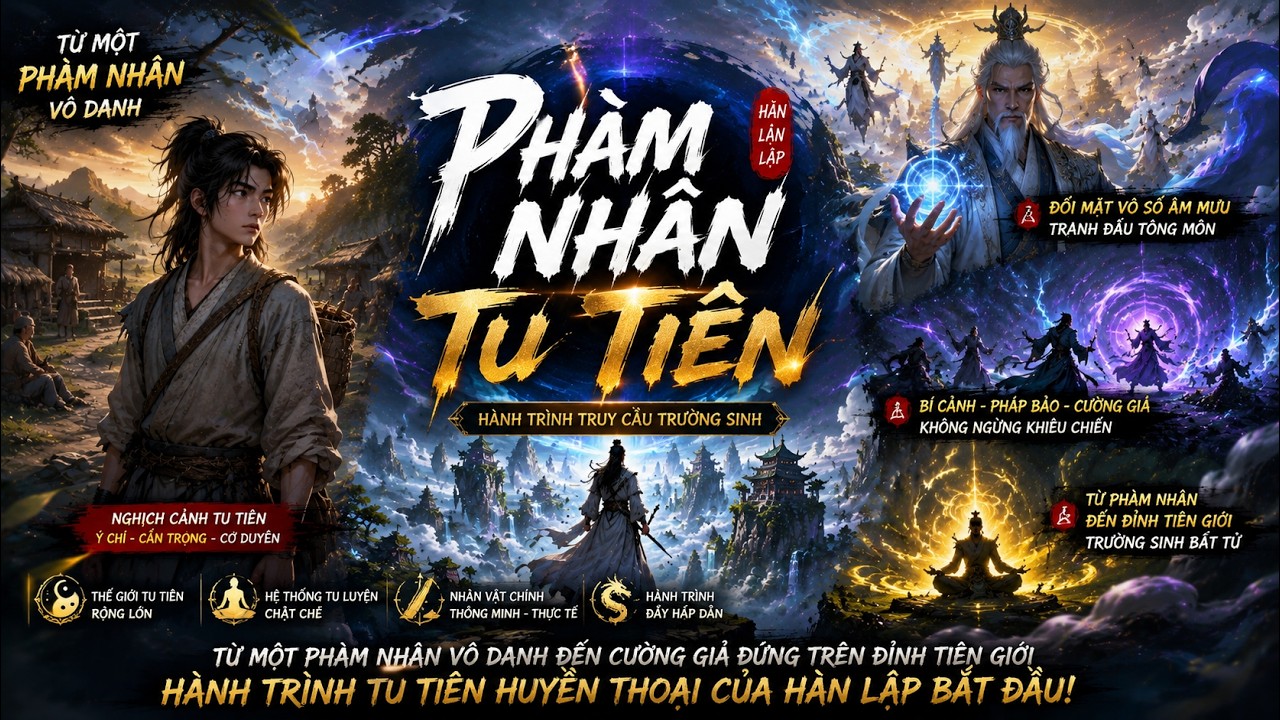 TỪ MỘT
PHÀM NHÂN
VÔ DANH
PHÀM
NHÂN
TU TIÊN
HĂN
LẬN
LẬP
HÀNH TRÌNH TRUY CẦU TRƯỜNG SINH
ĐỐI MẶT VÔ SỐ ÂM MƯU
TRANH ĐẤU TÔNG MÔN
BÍ CẢNH - PHÁP BẢO - CƯỜNG GIẢ
KHÔNG NGỪNG KHIÊU CHIẾN
TỪ PHÀM NHÂN
ĐẾN ĐỈNH TIÊN GIỚI
TRƯỜNG SINH BẤT TỬ
NGHỊCH CẢNH TU TIÊN
Ý CHÍ - CẨN TRỌNG - CƠ DUYÊN
THẾ GIỚI TU TIÊN
RỘNG LỚN
HỆ THỐNG TU LUYỆN
CHẶT CHẼ
NHÂN VẬT CHÍNH
THÔNG MINH - THỰC TẾ
HÀNH TRÌNH
ĐẦY HẤP DẪN
TỪ MỘT PHÀM NHÂN VÔ DANH ĐẾN CƯỜNG GIẢ ĐỨNG TRÊN ĐỈNH TIÊN GIỚI
HÀNH TRÌNH TU TIÊN HUYỀN THOẠI CỦA HÀN LẬP BẮT ĐẦU!